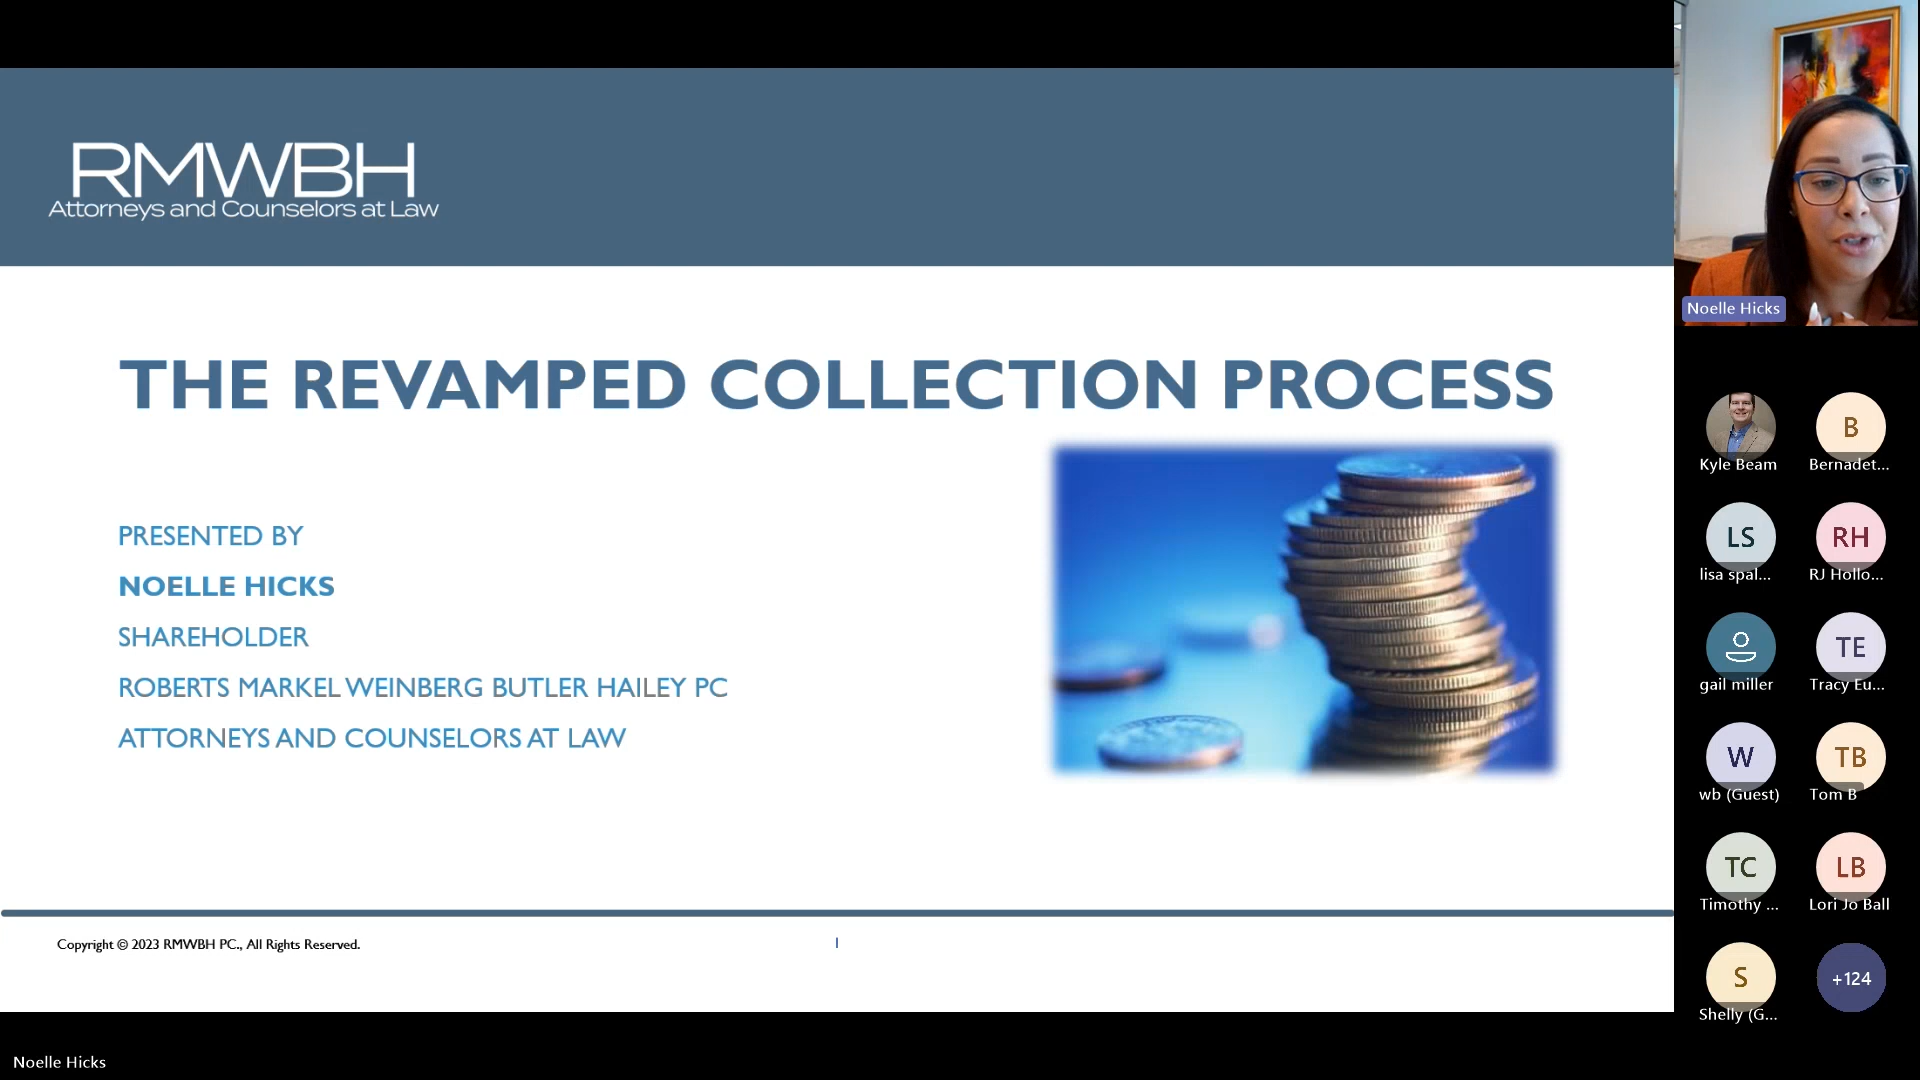 RMWBH
Attorneys and Counselors at Law
THE REVAMPED COLLECTION PROCESS
PRESENTED BY
NOELLE HICKS
SHAREHOLDER
ROBERTS MARKEL WEINBERG BUTLER HAILEY PC
ATTORNEYS AND COUNSELORS AT LAW
Copyright © 2023 RMWBH PC., All Rights Reserved.
1
Noelle Hicks
Noelle Hicks
Kyle Beam
B
Bernadet...
LS
lisa spal...
RH
RJ Hollo...
gail miller
TE
Tracy Eu...
W
wb (Guest)
TB
Tom B
TC
Timothy ...
LB
Lori Jo Ball
S
Shelly (G...
+124